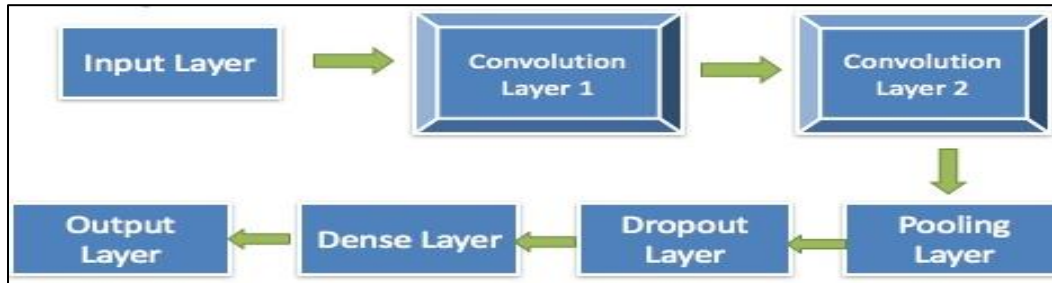 Input Layer
Convolution
Layer 1
Convolution
Layer 2
Pooling
Layer
Dropout
Layer
Dense Layer
Output
Layer